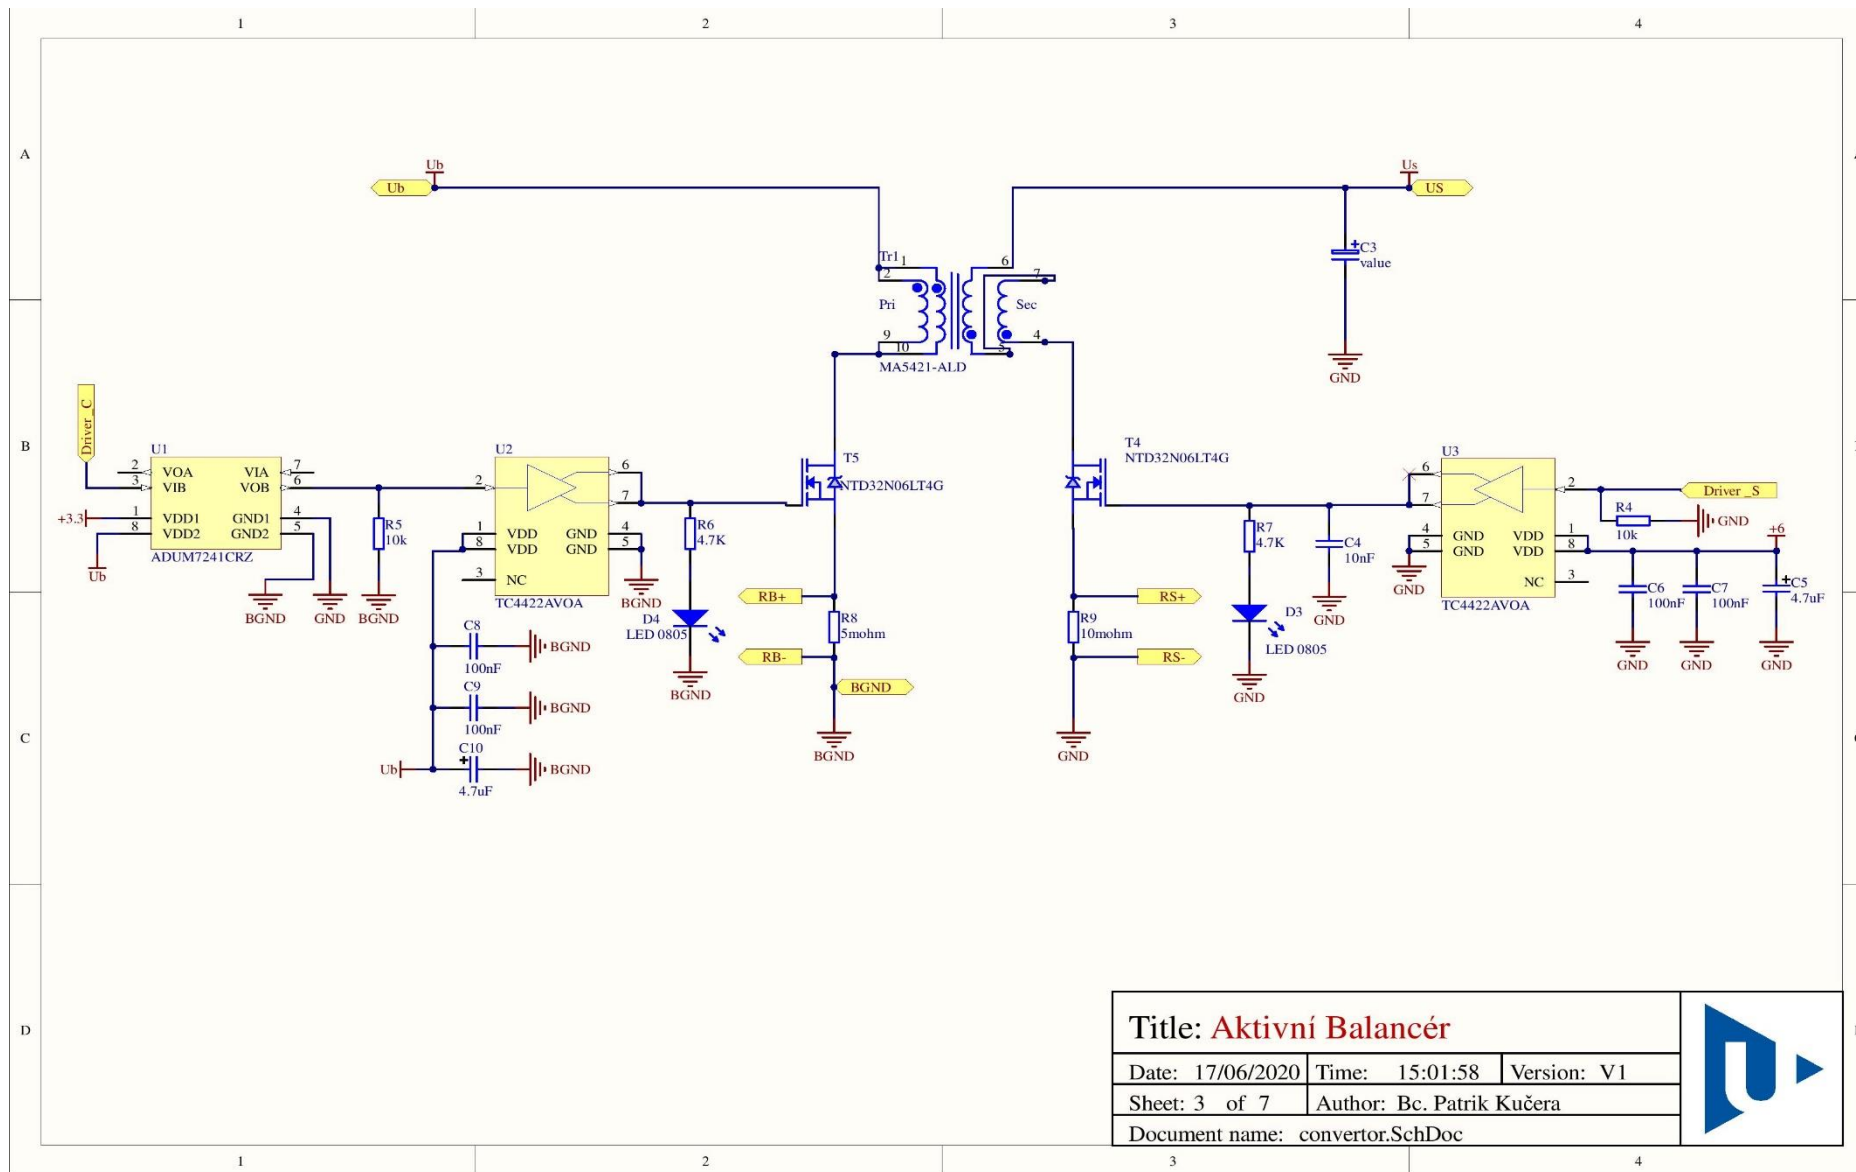 1 2 3 4
A
Ub
Ub
Us
US
C3
value
GND
Tr1
1
2
Pri
9
10
MA5421-ALD
6
7
Sec
4
5
B
Driver_C
U1
2 VOA VIA 7
3 VIB VOB 6
+3.3 1 VDD1 GND1 4
8 VDD2 GND2 5
ADUM7241CRZ
Ub
BGND
GND
R5
10k
BGND
U2
2
6
7
1 VDD GND 4
8 VDD GND 5
3 NC
TC4422AVOA
BGND
R6
4.7K
D4
LED 0805
BGND
C8
100nF
BGND
C9
100nF
BGND
Ub
C10
+
4.7uF
BGND
T5
NTD32N06LT4G
RB+
R8
5mohm
RB-
BGND
BGND
T4
NTD32N06LT4G
RS+
R9
10mohm
RS-
GND
R7
4.7K
D3
LED 0805
GND
C4
10nF
GND
U3
6
7
2
4 GND VDD 1
5 GND VDD 8
NC 3
TC4422AVOA
GND
Driver _S
R4
10k
GND
+6
C6
100nF
GND
C7
100nF
GND
+
C5
4.7uF
GND
C
D
Title: Aktivní Balancér
Date: 17/06/2020 Time: 15:01:58 Version: V1
Sheet: 3 of 7 Author: Bc. Patrik Kučera
Document name: convertor.SchDoc
1 2 3 4